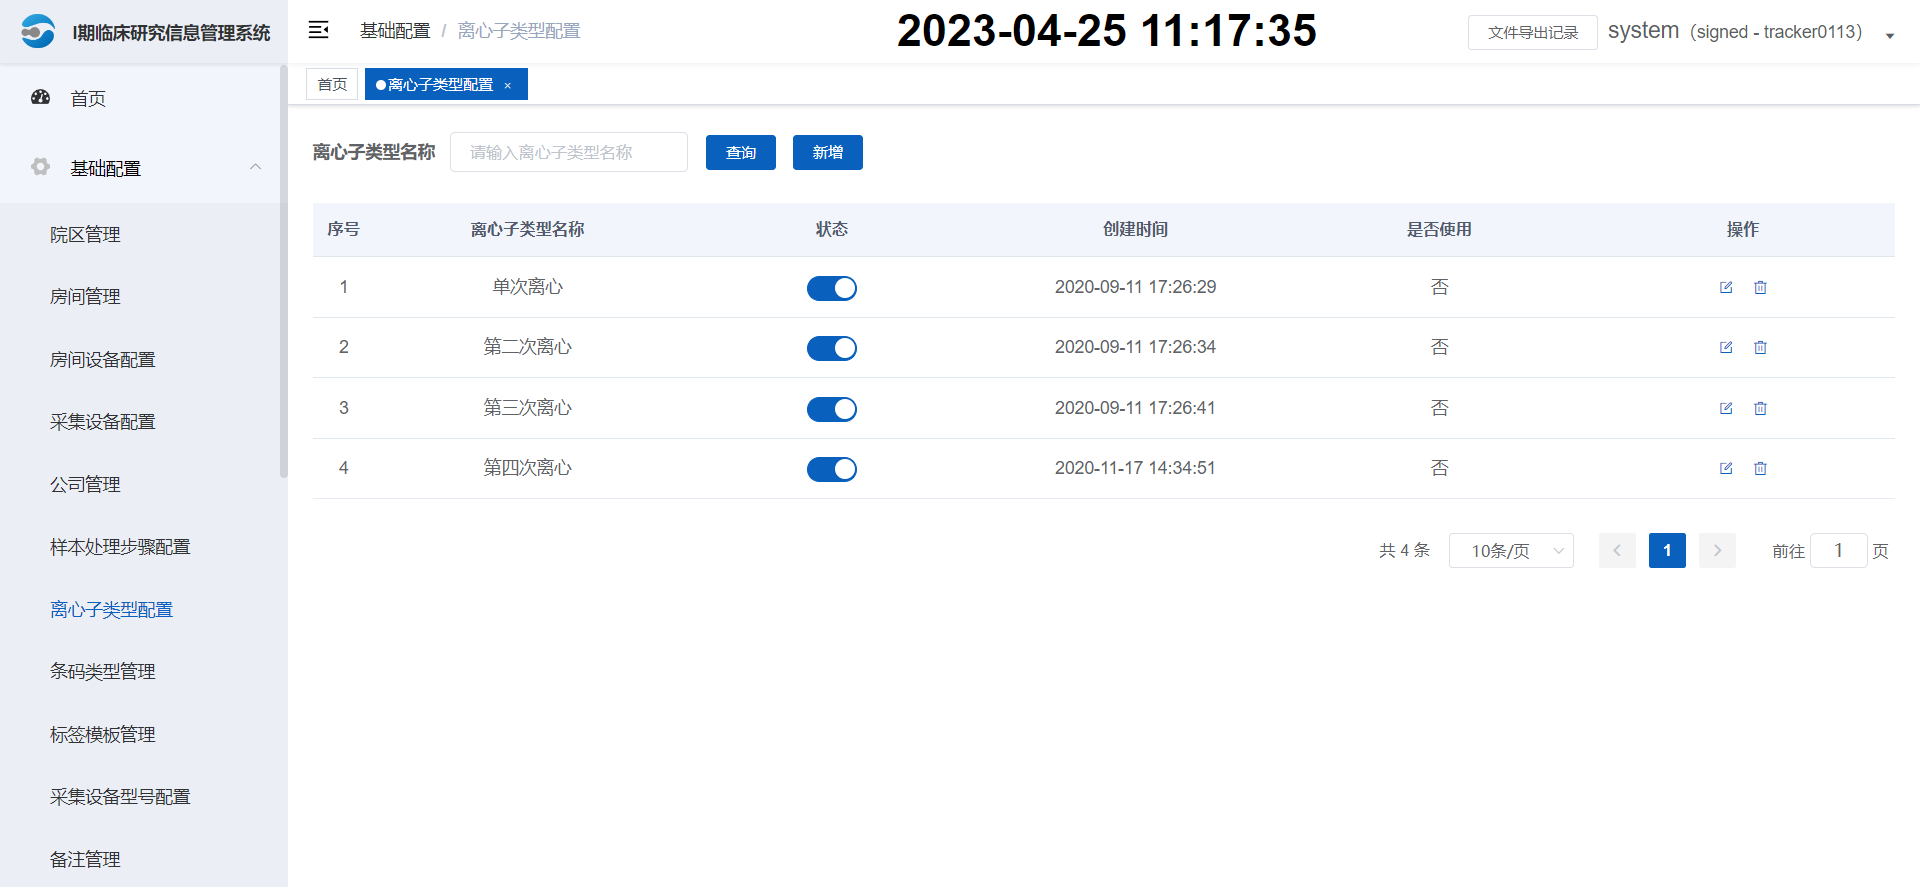 I期临床研究信息管理系统
基础配置 / 离心子类型配置
2023-04-25 11:17:35
文件导出记录
system（signed - tracker0113）
首页
离心子类型配置 ×
首页
基础配置
院区管理
房间管理
房间设备配置
采集设备配置
公司管理
样本处理步骤配置
离心子类型配置
条码类型管理
标签模板管理
采集设备型号配置
备注管理
离心子类型名称 请输入离心子类型名称 查询 新增
序号 离心子类型名称 状态 创建时间 是否使用 操作
1 单次离心 2020-09-11 17:26:29 否
2 第二次离心 2020-09-11 17:26:34 否
3 第三次离心 2020-09-11 17:26:41 否
4 第四次离心 2020-11-17 14:34:51 否
共 4 条 10条/页 1 前往 1 页